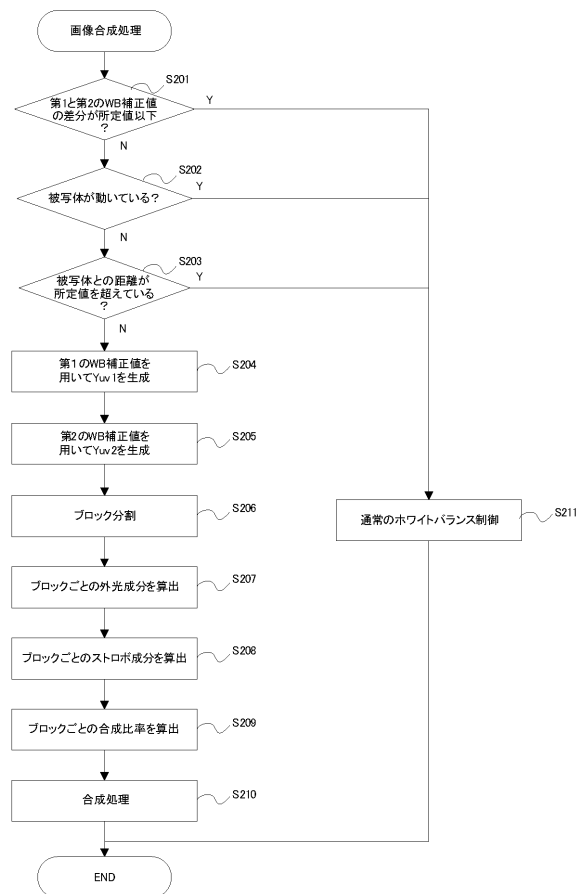 画像合成処理
S201
第1と第2のWB補正値
の差分が所定値以下
?
Y
N
S202
被写体が動いている?
Y
N
S203
被写体との距離が
所定値を超えている
?
Y
N
第1のWB補正値を
用いてYuv1を生成
S204
第2のWB補正値を
用いてYuv2を生成
S205
ブロック分割
S206
通常のホワイトバランス制御
S211
ブロックごとの外光成分を算出
S207
ブロックごとのストロボ成分を算出
S208
ブロックごとの合成比率を算出
S209
合成処理
S210
END